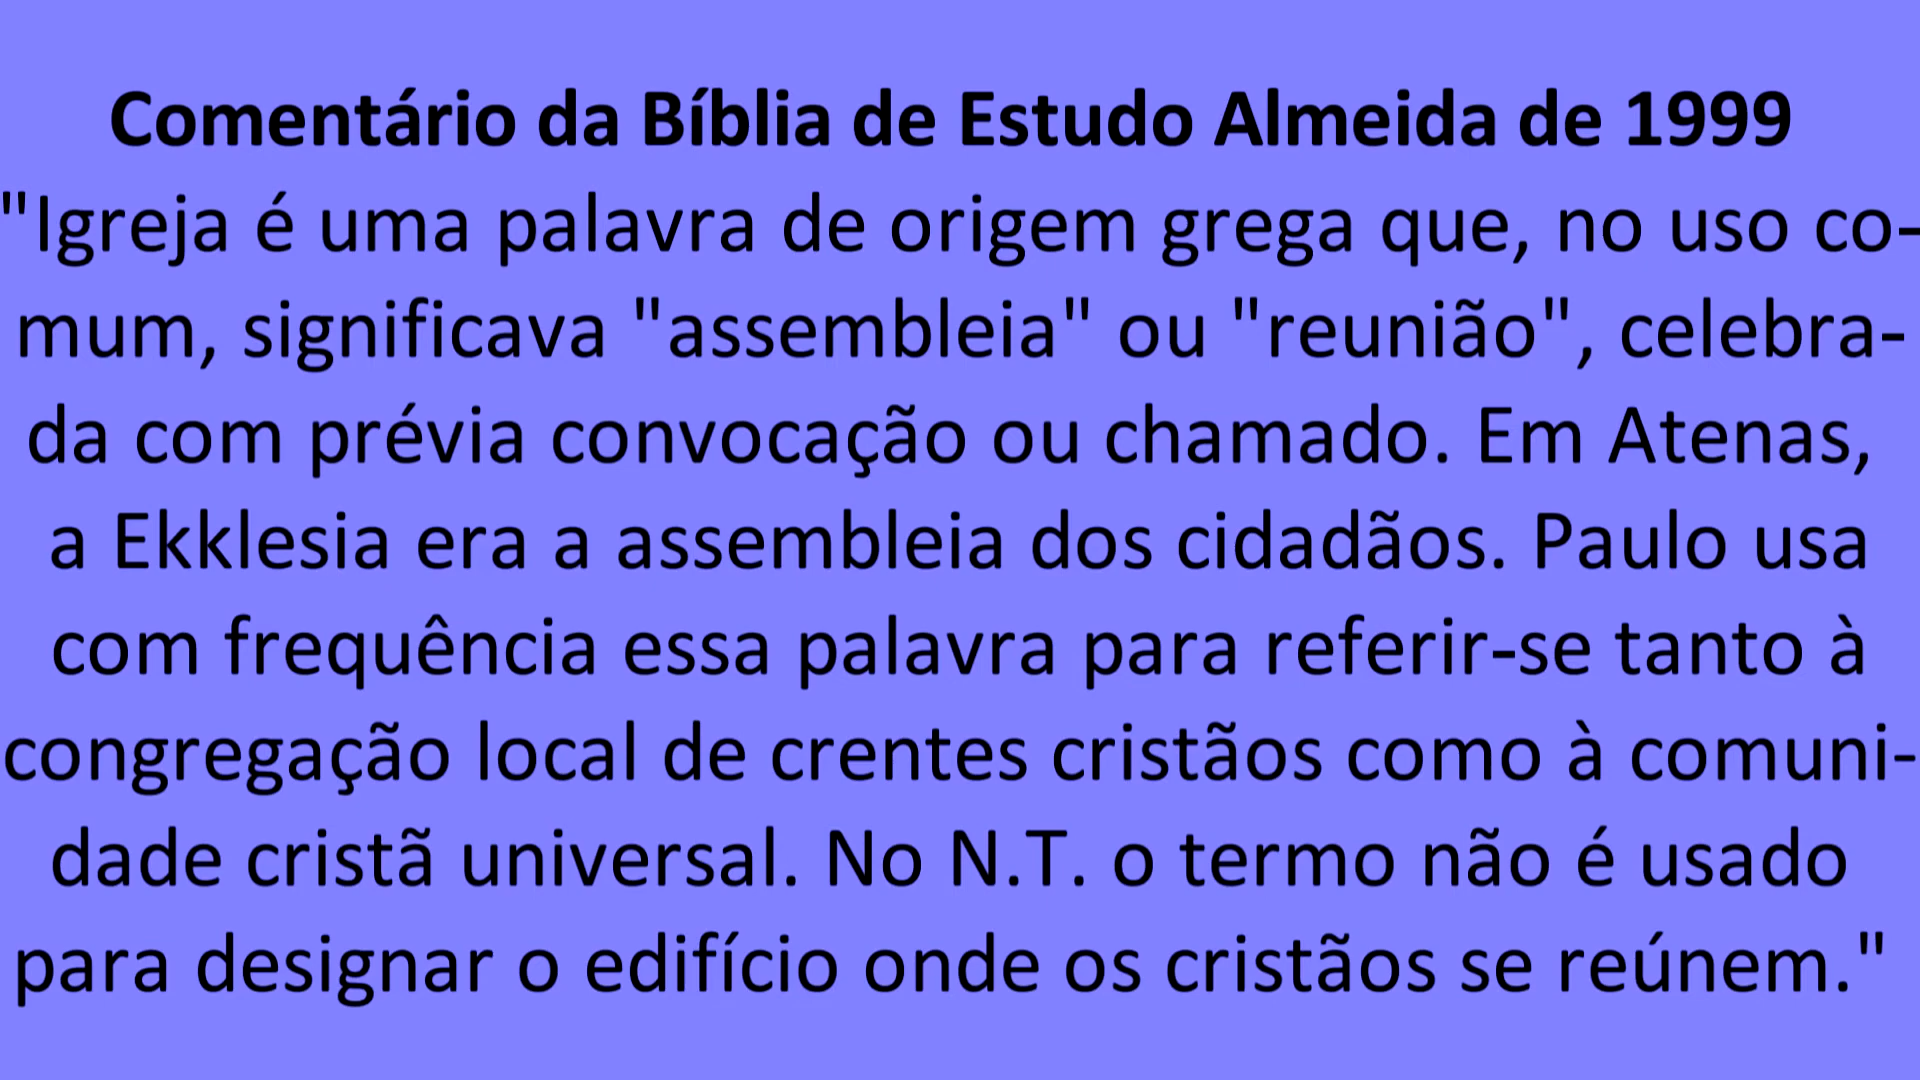 Comentário da Bíblia de Estudo Almeida de 1999
"Igreja é uma palavra de origem grega que, no uso co-
mum, significava "assembleia" ou "reunião", celebra-
da com prévia convocação ou chamado. Em Atenas,
a Ekklesia era a assembleia dos cidadãos. Paulo usa
com frequência essa palavra para referir-se tanto à
congregação local de crentes cristãos como à comuni-
dade cristã universal. No N.T. o termo não é usado
para designar o edifício onde os cristãos se reúnem."